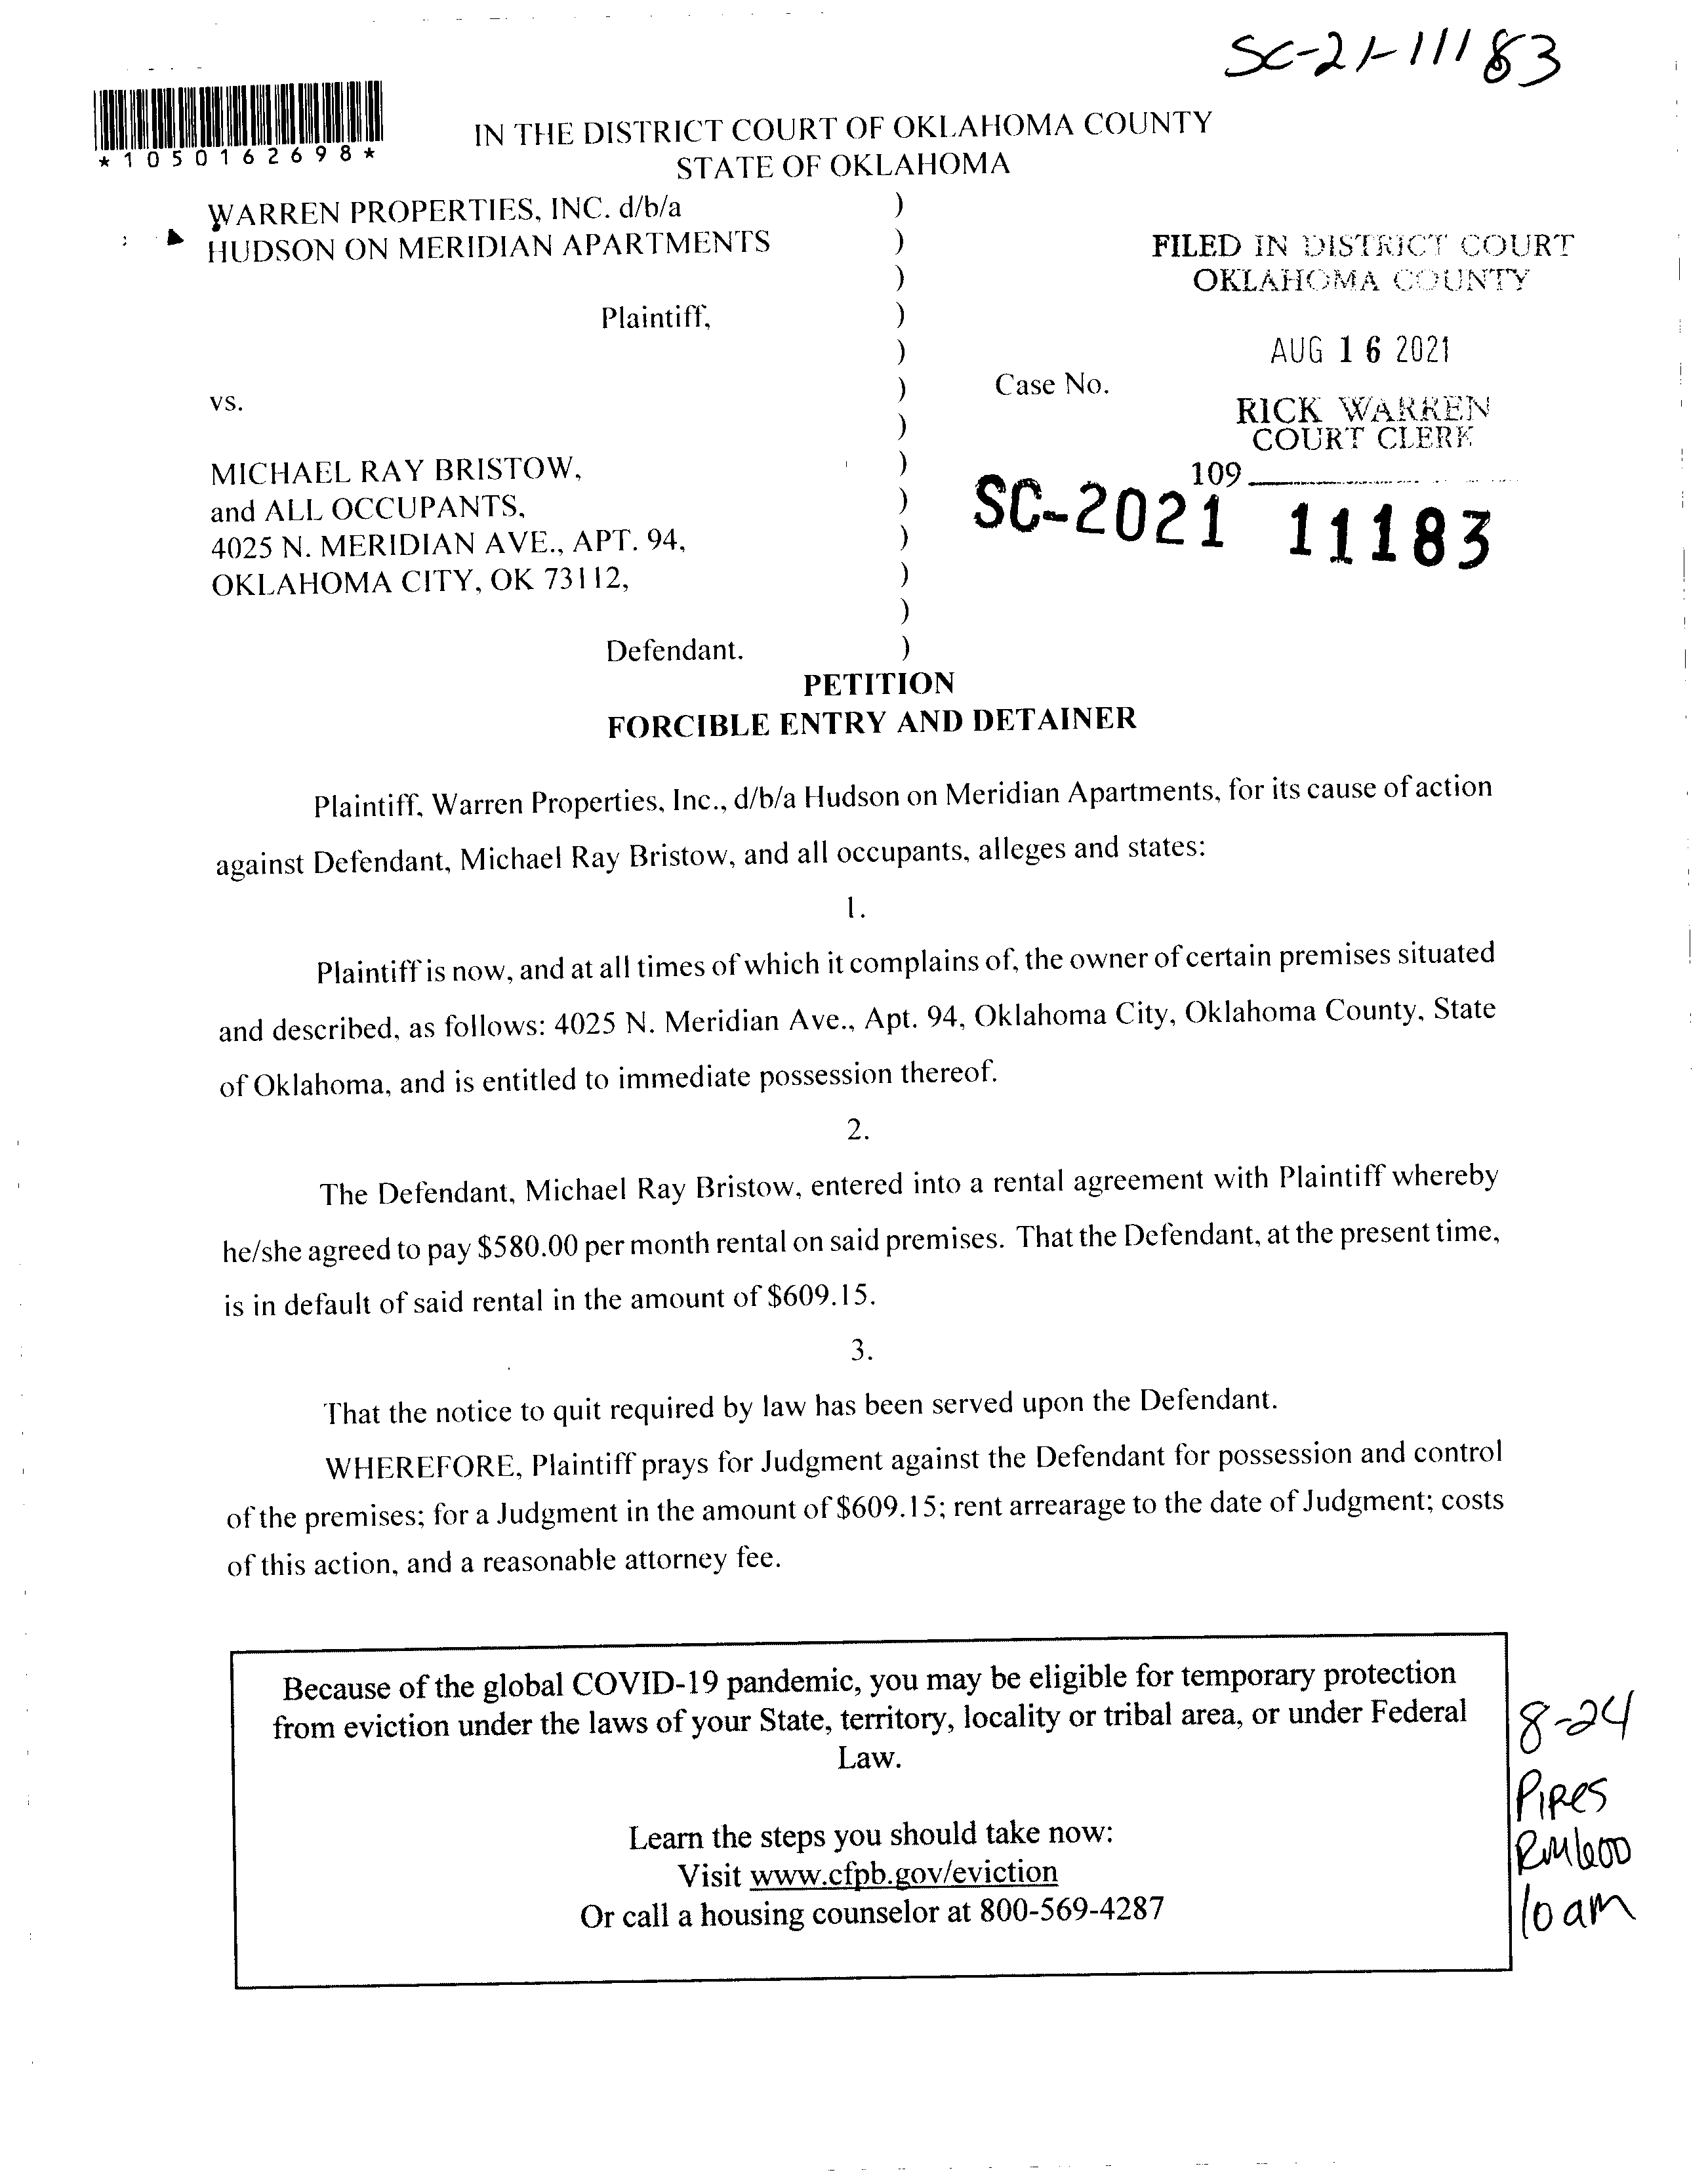 SC-21-11183
*1050162698*
IN THE DISTRICT COURT OF OKLAHOMA COUNTY
STATE OF OKLAHOMA
WARREN PROPERTIES, INC. d/b/a )
HUDSON ON MERIDIAN APARTMENTS )
FILED IN DISTRICT COURT
OKLAHOMA COUNTY
)
Plaintiff, )
)
AUG 16 2021
) Case No.
vs.
RICK WARREN
COURT CLERK
)
109
MICHAEL RAY BRISTOW, )
and ALL OCCUPANTS, )
SC-2021 11183
4025 N. MERIDIAN AVE., APT. 94, )
OKLAHOMA CITY, OK 73112, )
)
Defendant. )
PETITION
FORCIBLE ENTRY AND DETAINER
Plaintiff, Warren Properties, Inc., d/b/a Hudson on Meridian Apartments, for its cause of action
against Defendant, Michael Ray Bristow, and all occupants, alleges and states:
1.
Plaintiff is now, and at all times of which it complains of, the owner of certain premises situated
and described, as follows: 4025 N. Meridian Ave., Apt. 94, Oklahoma City, Oklahoma County, State
of Oklahoma, and is entitled to immediate possession thereof.
2.
The Defendant, Michael Ray Bristow, entered into a rental agreement with Plaintiff whereby
he/she agreed to pay $580.00 per month rental on said premises. That the Defendant, at the present time,
is in default of said rental in the amount of $609.15.
3.
That the notice to quit required by law has been served upon the Defendant.
WHEREFORE, Plaintiff prays for Judgment against the Defendant for possession and control
of the premises; for a Judgment in the amount of $609.15; rent arrearage to the date of Judgment; costs
of this action, and a reasonable attorney fee.
Because of the global COVID-19 pandemic, you may be eligible for temporary protection
from eviction under the laws of your State, territory, locality or tribal area, or under Federal
Law.
Learn the steps you should take now:
Visit www.cfpb.gov/eviction
Or call a housing counselor at 800-569-4287
8-24
Pires
Rm600
10am